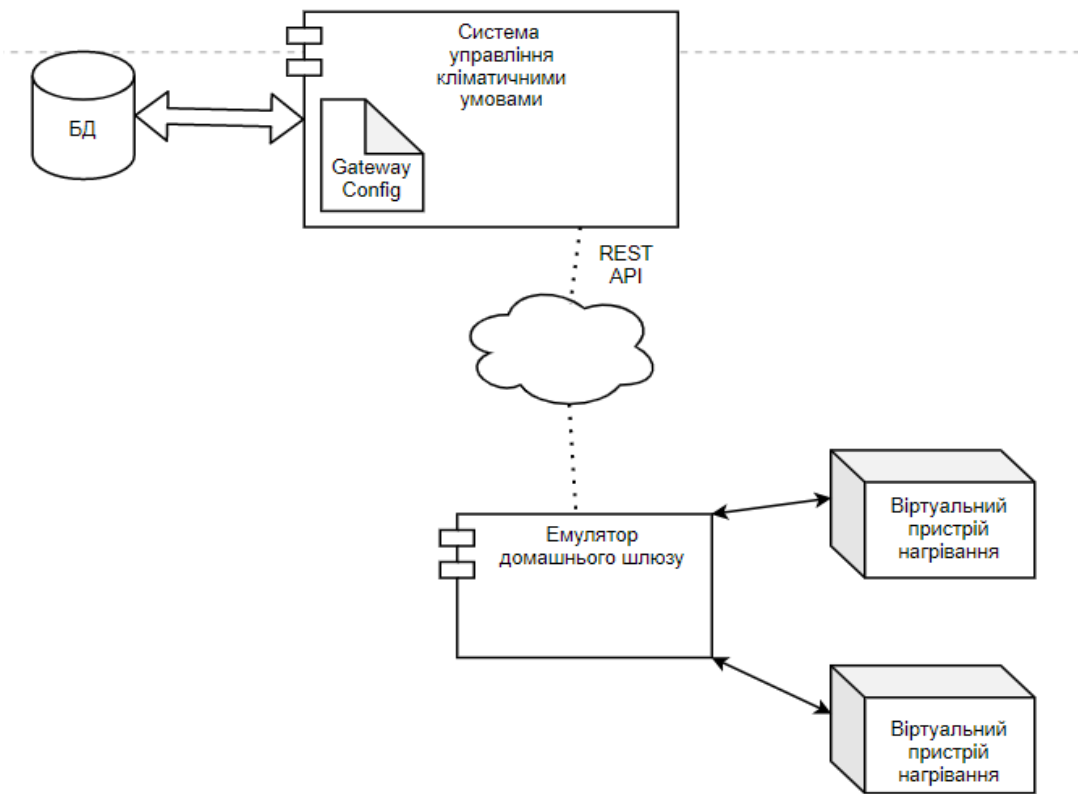 Система
управління
кліматичними
умовами
БД
Gateway
Config
REST
API
Емулятор
домашнього шлюзу
Віртуальний
пристрій
нагрівання
Віртуальний
пристрій
нагрівання